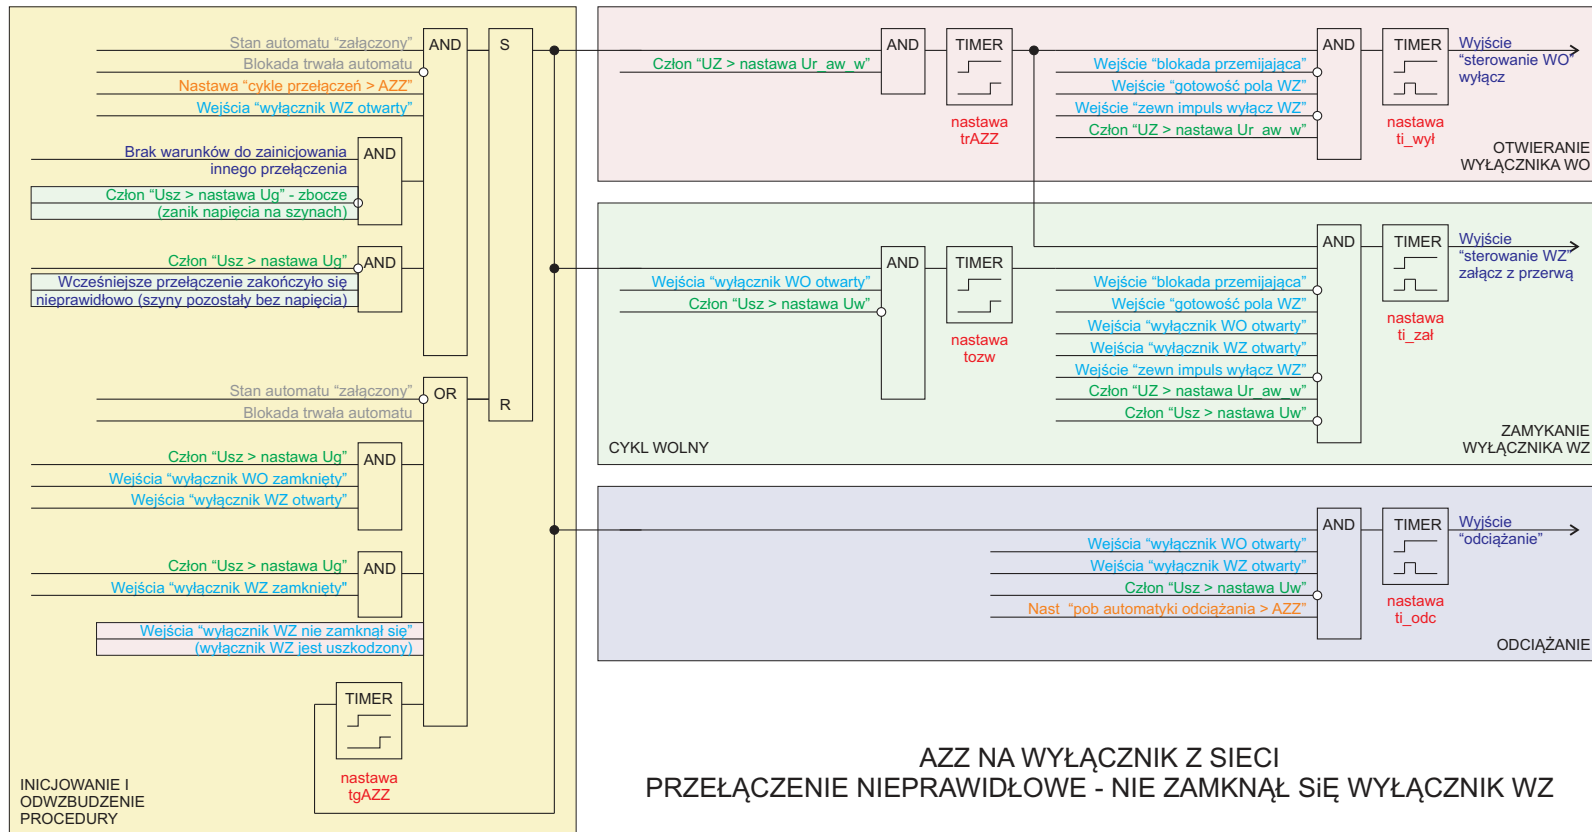 Stan automatu “załączony”
Blokada trwała automatu
Nastawa “cykle przełączeń > AZZ”
Wejścia “wyłącznik WZ otwarty”
AND
S
Brak warunków do zainicjowania
innego przełączenia
AND
Człon “Usz > nastawa Ug” - zbocze
(zanik napięcia na szynach)
Człon “Usz > nastawa Ug”
AND
Wcześniejsze przełączenie zakończyło się
nieprawidłowo (szyny pozostały bez napięcia)
Stan automatu “załączony”
Blokada trwała automatu
OR
R
Człon “Usz > nastawa Ug”
AND
Wejścia “wyłącznik WO zamknięty”
Wejścia “wyłącznik WZ otwarty”
Człon “Usz > nastawa Ug”
AND
Wejścia “wyłącznik WZ zamknięty”
Wejścia “wyłącznik WZ nie zamknął się”
(wyłącznik WZ jest uszkodzony)
TIMER
nastawa
tgAZZ
INICJOWANIE I
ODWZBUDZENIE
PROCEDURY
Człon “UZ > nastawa Ur_aw_w”
AND
TIMER
nastawa
trAZZ
Wejście “blokada przemijająca”
Wejście “gotowość pola WZ”
Wejście “zewn impuls wyłącz WZ”
Człon “UZ > nastawa Ur_aw_w”
AND
TIMER
nastawa
ti_wył
Wyjście
“sterowanie WO”
wyłącz
OTWIERANIE
WYŁĄCZNIKA WO
Wejścia “wyłącznik WO otwarty”
Człon “Usz > nastawa Uw”
AND
TIMER
nastawa
tozw
Wejście “blokada przemijająca”
Wejście “gotowość pola WZ”
Wejścia “wyłącznik WO otwarty”
Wejścia “wyłącznik WZ otwarty”
Wejście “zewn impuls wyłącz WZ”
Człon “UZ > nastawa Ur_aw_w”
Człon “Usz > nastawa Uw”
AND
TIMER
nastawa
ti_zał
Wyjście
“sterowanie WZ”
załącz z przerwą
CYKL WOLNY
ZAMYKANIE
WYŁĄCZNIKA WZ
Wejścia “wyłącznik WO otwarty”
Wejścia “wyłącznik WZ otwarty”
Człon “Usz > nastawa Uw”
Nast “pob automatyki odciążania > AZZ”
AND
TIMER
nastawa
ti_odc
Wyjście
“odciążanie”
ODCIĄŻANIE
AZZ NA WYŁĄCZNIK Z SIECI
PRZEŁĄCZENIE NIEPRAWIDŁOWE - NIE ZAMKNĄŁ SiĘ WYŁĄCZNIK WZ